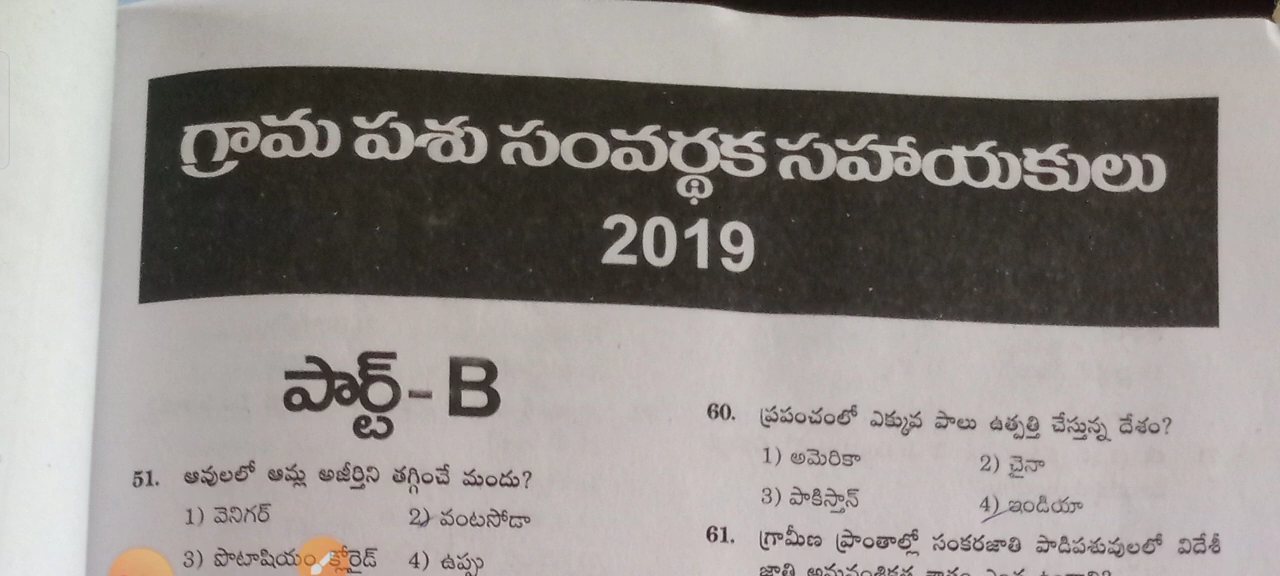 గ్రామ పశు సంవర్థక సహాయకులు
2019
పార్ట్- B
51. ఆవులలో ఆమ్ల అజీర్తిని తగ్గించే మందు?
1) వెనిగర్ 2) వంటసోడా
3) పొటాషియం క్లోరైడ్ 4) ఉప్పు
60. ప్రపంచంలో ఎక్కువ పాలు ఉత్పత్తి చేస్తున్న దేశం?
1) అమెరికా 2) చైనా
3) పాకిస్తాన్ 4) ఇండియా
61. గ్రామీణ ప్రాంతాల్లో సంకరజాతి పాడిపశువులలో విదేశీ
జాతి